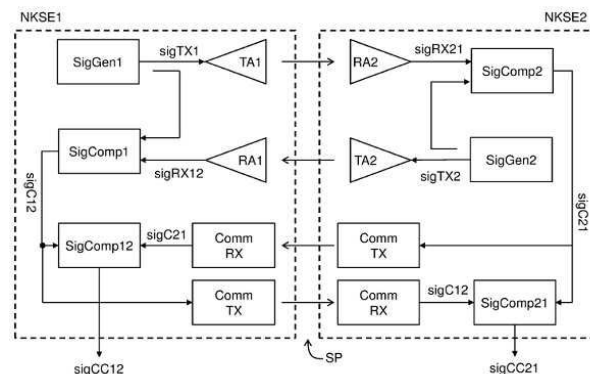 NKSE1
NKSE2
SigGen1
sigTX1
TA1
RA2
sigRX21
SigComp2
SigComp1
sigRX12
RA1
TA2
sigTX2
SigGen2
sigC12
sigC21
SigComp12
sigC21
Comm
RX
Comm
TX
Comm
TX
Comm
RX
sigC12
SigComp21
SP
sigCC12
sigCC21